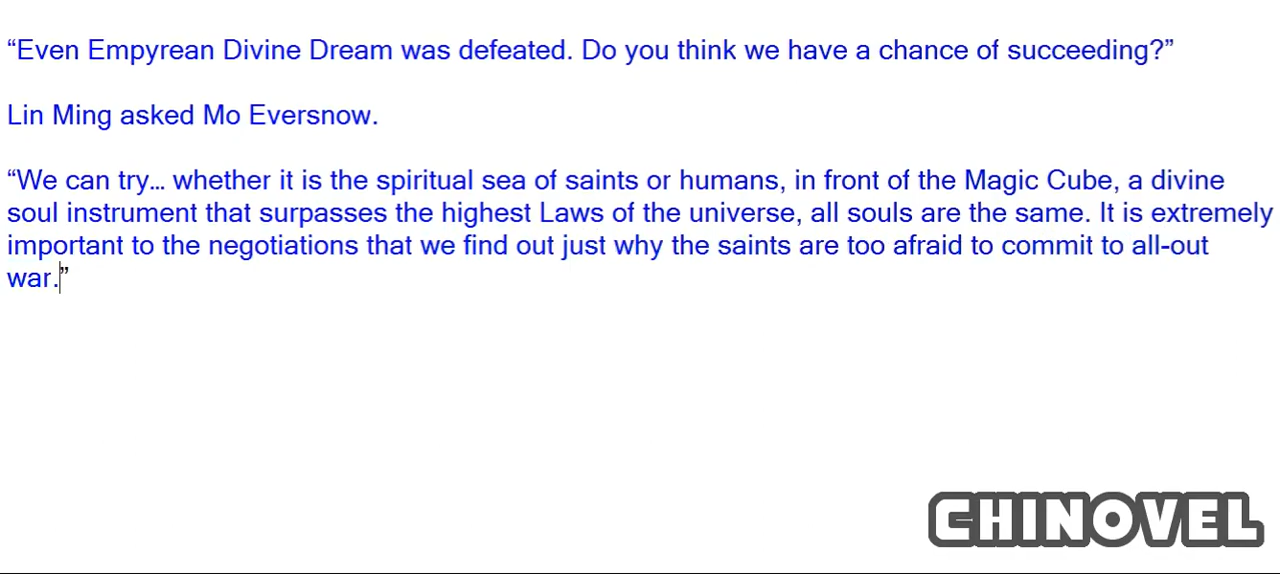 “Even Empyrean Divine Dream was defeated. Do you think we have a chance of succeeding?”
Lin Ming asked Mo Eversnow.
“We can try… whether it is the spiritual sea of saints or humans, in front of the Magic Cube, a divine
soul instrument that surpasses the highest Laws of the universe, all souls are the same. It is extremely
important to the negotiations that we find out just why the saints are too afraid to commit to all-out
war.”
CHINOVEL